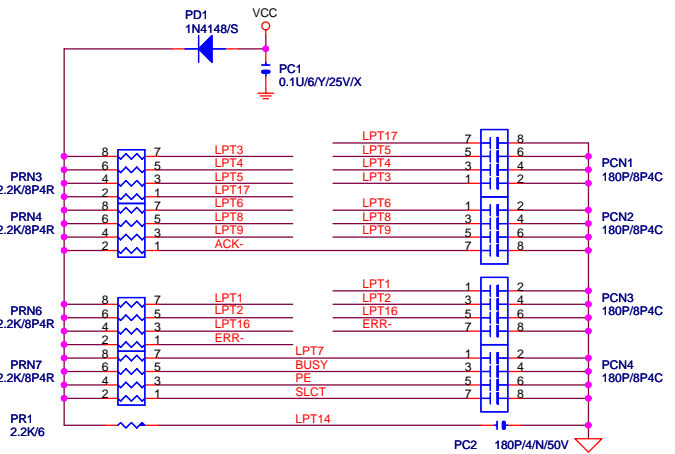 PD1
1N4148/S
VCC
PC1
0.1U/6/Y/25V/X
LPT17 7 8
8 7 LPT3 LPT5 5 6
6 5 LPT4 LPT4 3 4
4 3 LPT5 LPT3 1 2
2 1 LPT17
PRN3
2.2K/8P4R
PCN1
180P/8P4C
8 7 LPT6 LPT6 1 2
6 5 LPT8 LPT8 3 4
4 3 LPT9 LPT9 5 6
2 1 ACK- 7 8
PRN4
2.2K/8P4R
PCN2
180P/8P4C
LPT1 1 2
8 7 LPT1 LPT2 3 4
6 5 LPT2 LPT16 5 6
4 3 LPT16 ERR- 7 8
2 1 ERR-
PRN6
2.2K/8P4R
PCN3
180P/8P4C
8 7 LPT7 1 2
6 5 BUSY 3 4
4 3 PE 5 6
2 1 SLCT 7 8
PRN7
2.2K/8P4R
PCN4
180P/8P4C
PR1
2.2K/6
LPT14
PC2 180P/4/N/50V